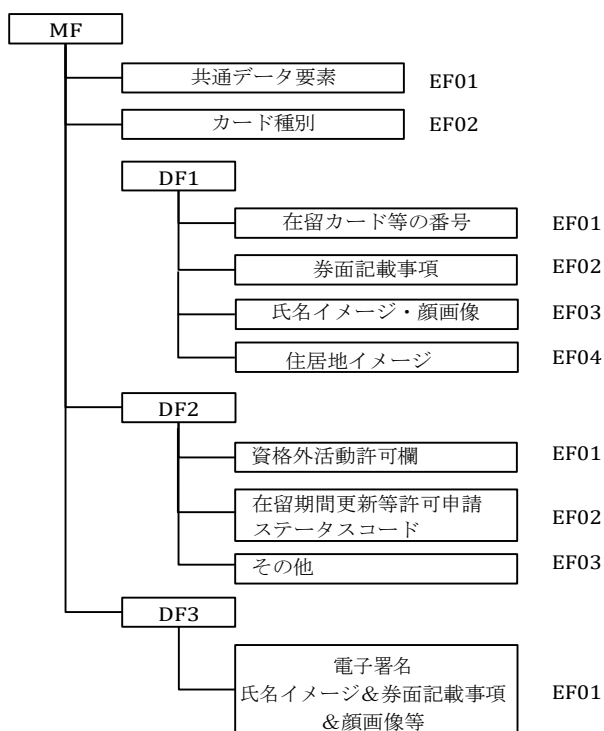 MF
共通データ要素 EF01
カード種別 EF02
DF1
在留カード等の番号 EF01
券面記載事項 EF02
氏名イメージ・顔画像 EF03
住居地イメージ EF04
DF2
資格外活動許可欄 EF01
在留期間更新等許可申請
ステータスコード EF02
その他 EF03
DF3
電子署名
氏名イメージ&券面記載事項 EF01
&顔画像等